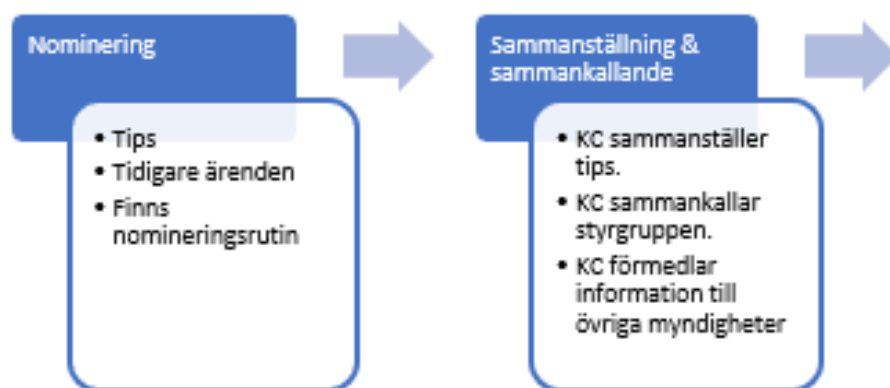 Nominering
• Tips
• Tidigare ärenden
• Finns
nomineringsrutin
Sammanställning &
sammankallande
• KC sammanställer
tips.
• KC sammankallar
styrgruppen.
• KC förmedlar
information till
övriga myndigheter